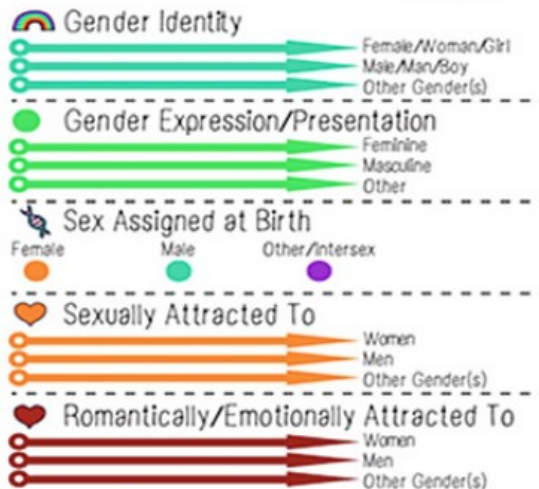 Gender Identity
Female/Woman/Girl
Male/Man/Boy
Other Gender(s)
Gender Expression/Presentation
Feminine
Masculine
Other
Sex Assigned at Birth
Female Male Other/Intersex
Sexually Attracted To
Women
Men
Other Gender(s)
Romantically/Emotionally Attracted To
Women
Men
Other Gender(s)